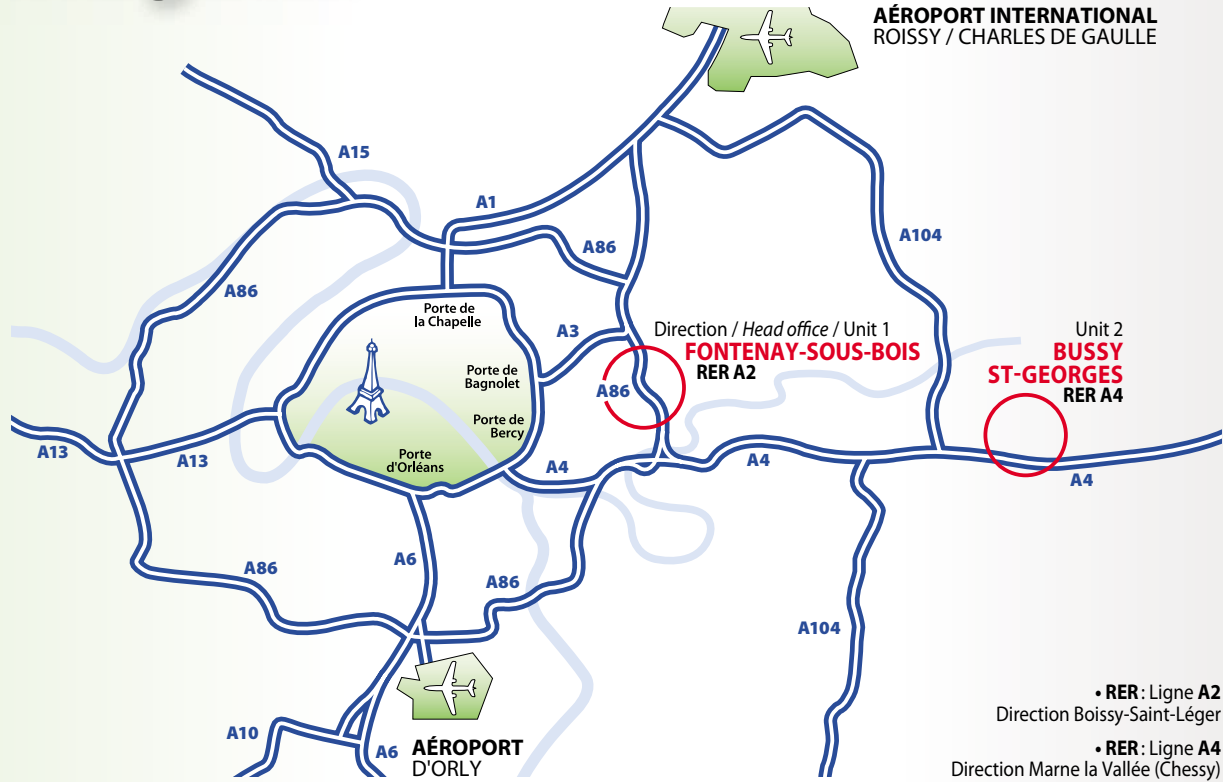 AÉROPORT INTERNATIONAL
ROISSY / CHARLES DE GAULLE
A15
A1
A86
A104
A86
Porte de
la Chapelle
A3
Direction / Head office / Unit 1
FONTENAY-SOUS-BOIS
RER A2
Unit 2
BUSSY
ST-GEORGES
RER A4
Porte de
Bagnolet
A86
Porte de
Bercy
A13
A13
Porte
d'Orléans
A4
A4
A4
A86
A6
A86
A104
A10
A6
AÉROPORT
D'ORLY
• RER : Ligne A2
Direction Boissy-Saint-Léger
• RER : Ligne A4
Direction Marne la Vallée (Chessy)